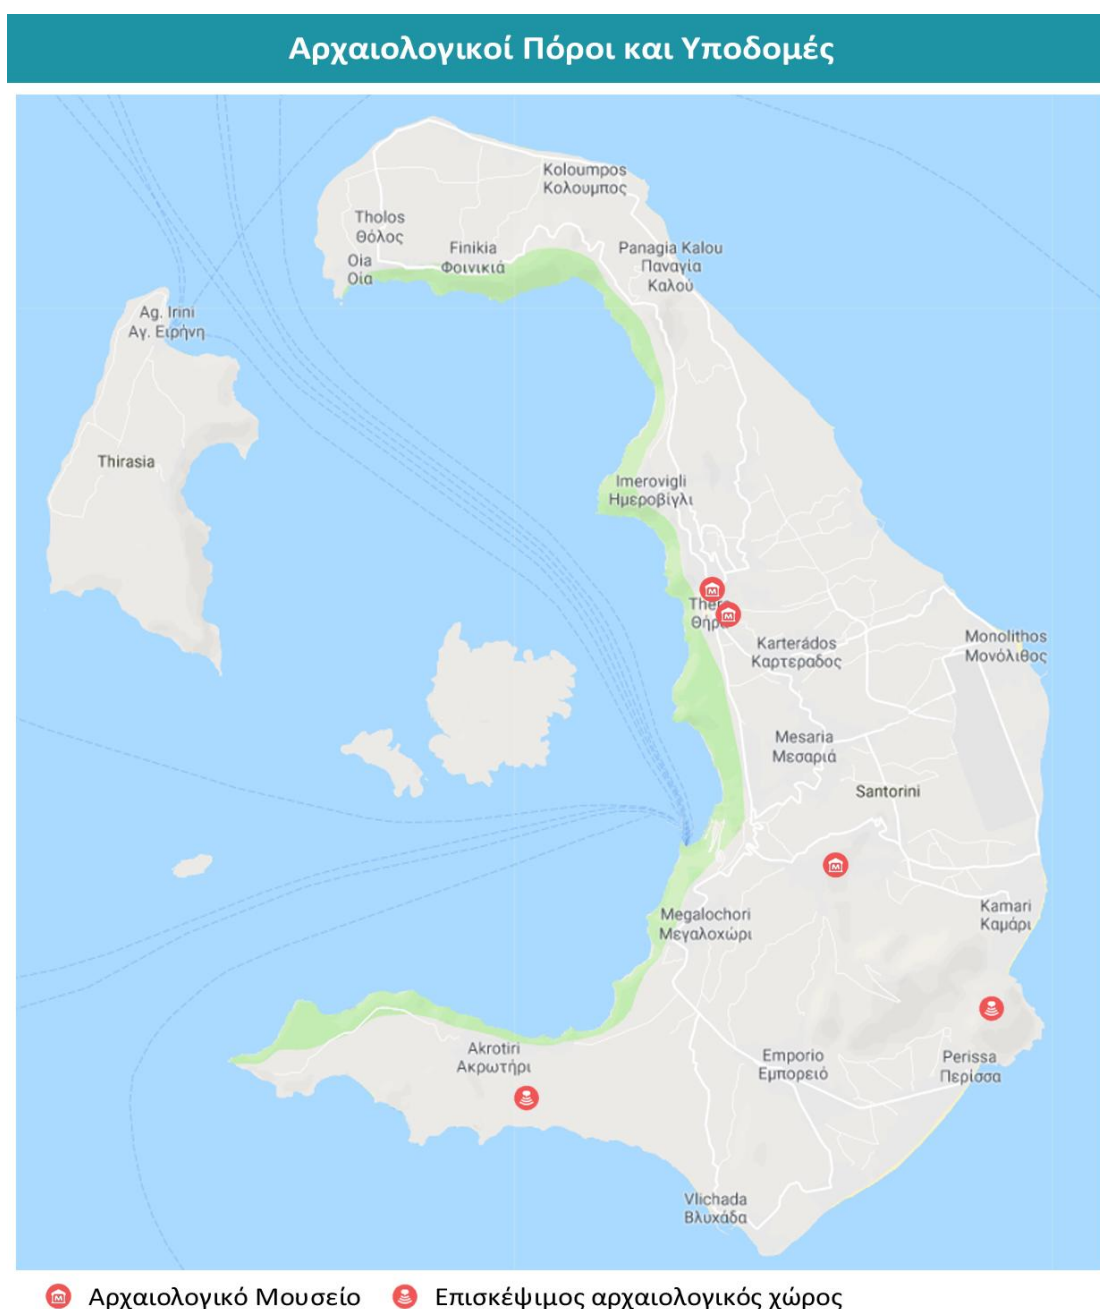 Αρχαιολογικοί Πόροι και Υποδομές
Koloumpos
Κολουμπος
Tholos
Θόλος
Finikia
Φοινικιά
Panagia Kalou
Παναγία
Καλού
Oia
Οία
Ag. Irini
Αγ. Ειρήνη
Thirasia
Imerovigli
Ημεροβίγλι
Θήρα
Karterádos
Καρτεραδος
Monolithos
Μονόλιθος
Mesaria
Μεσαριά
Santorini
Megalochori
Μεγαλοχώρι
Kamari
Καμάρι
Akrotiri
Ακρωτήρι
Emporio
Εμπορειό
Perissa
Περίσσα
Vlichada
Βλυχάδα
Αρχαιολογικό Μουσείο Επισκέψιμος αρχαιολογικός χώρος